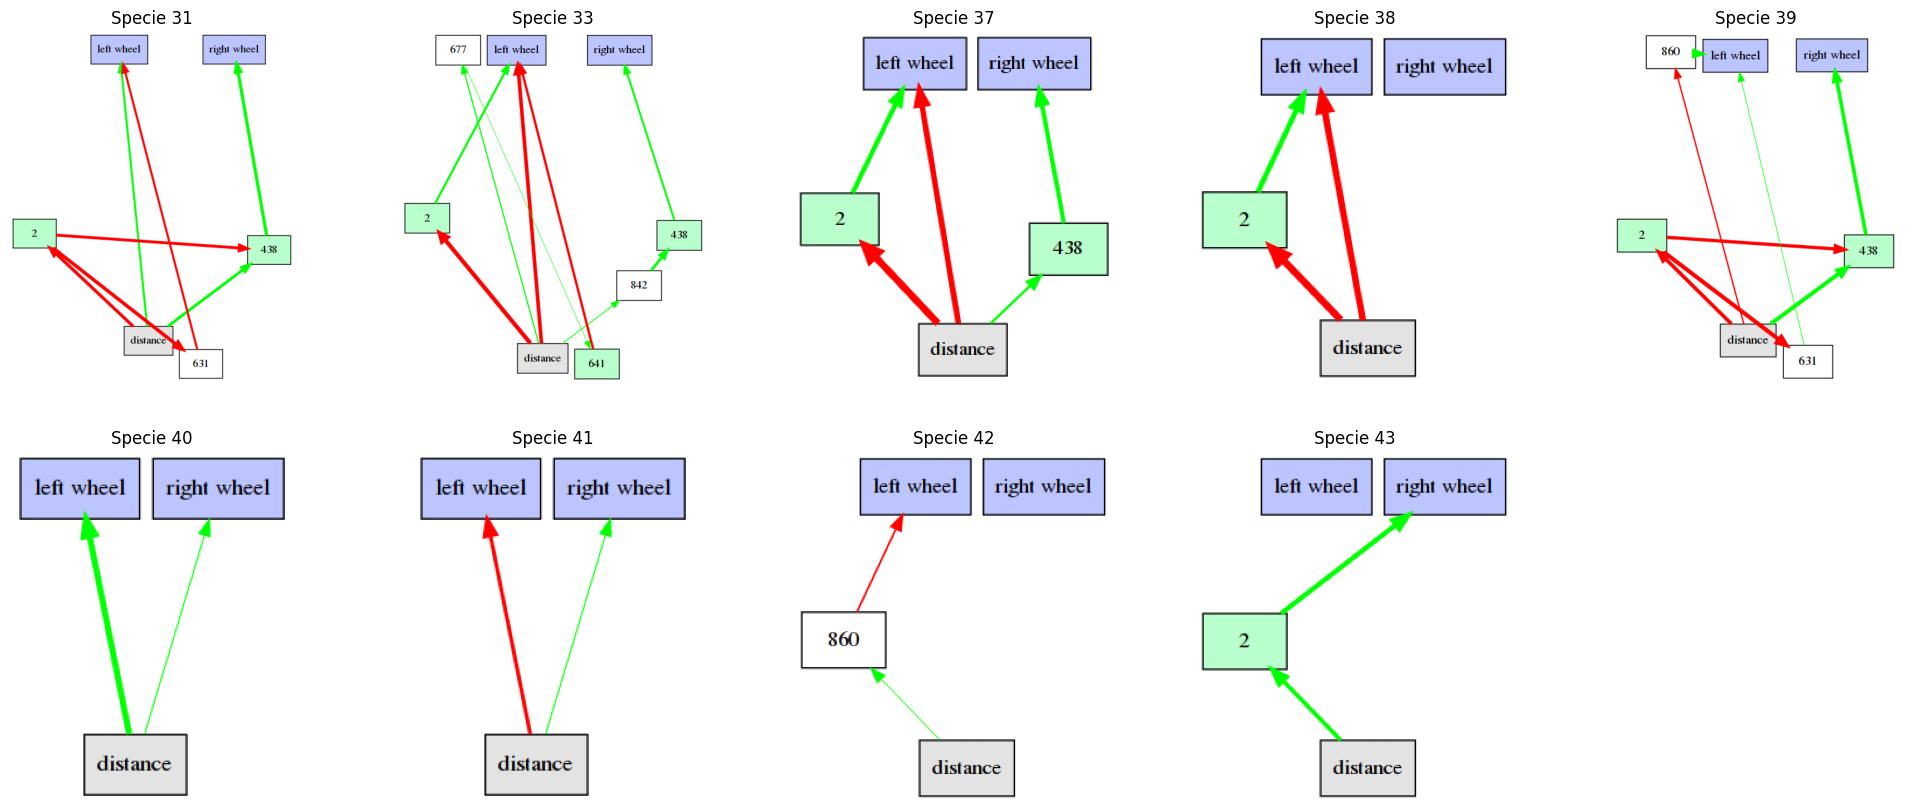 Specie 31
left wheel
right wheel
2
438
distance
631
Specie 33
677
left wheel
right wheel
2
438
842
distance
641
Specie 37
left wheel
right wheel
2
438
distance
Specie 38
left wheel
right wheel
2
distance
Specie 39
860
left wheel
right wheel
2
438
distance
631
Specie 40
left wheel
right wheel
distance
Specie 41
left wheel
right wheel
distance
Specie 42
left wheel
right wheel
860
distance
Specie 43
left wheel
right wheel
2
distance